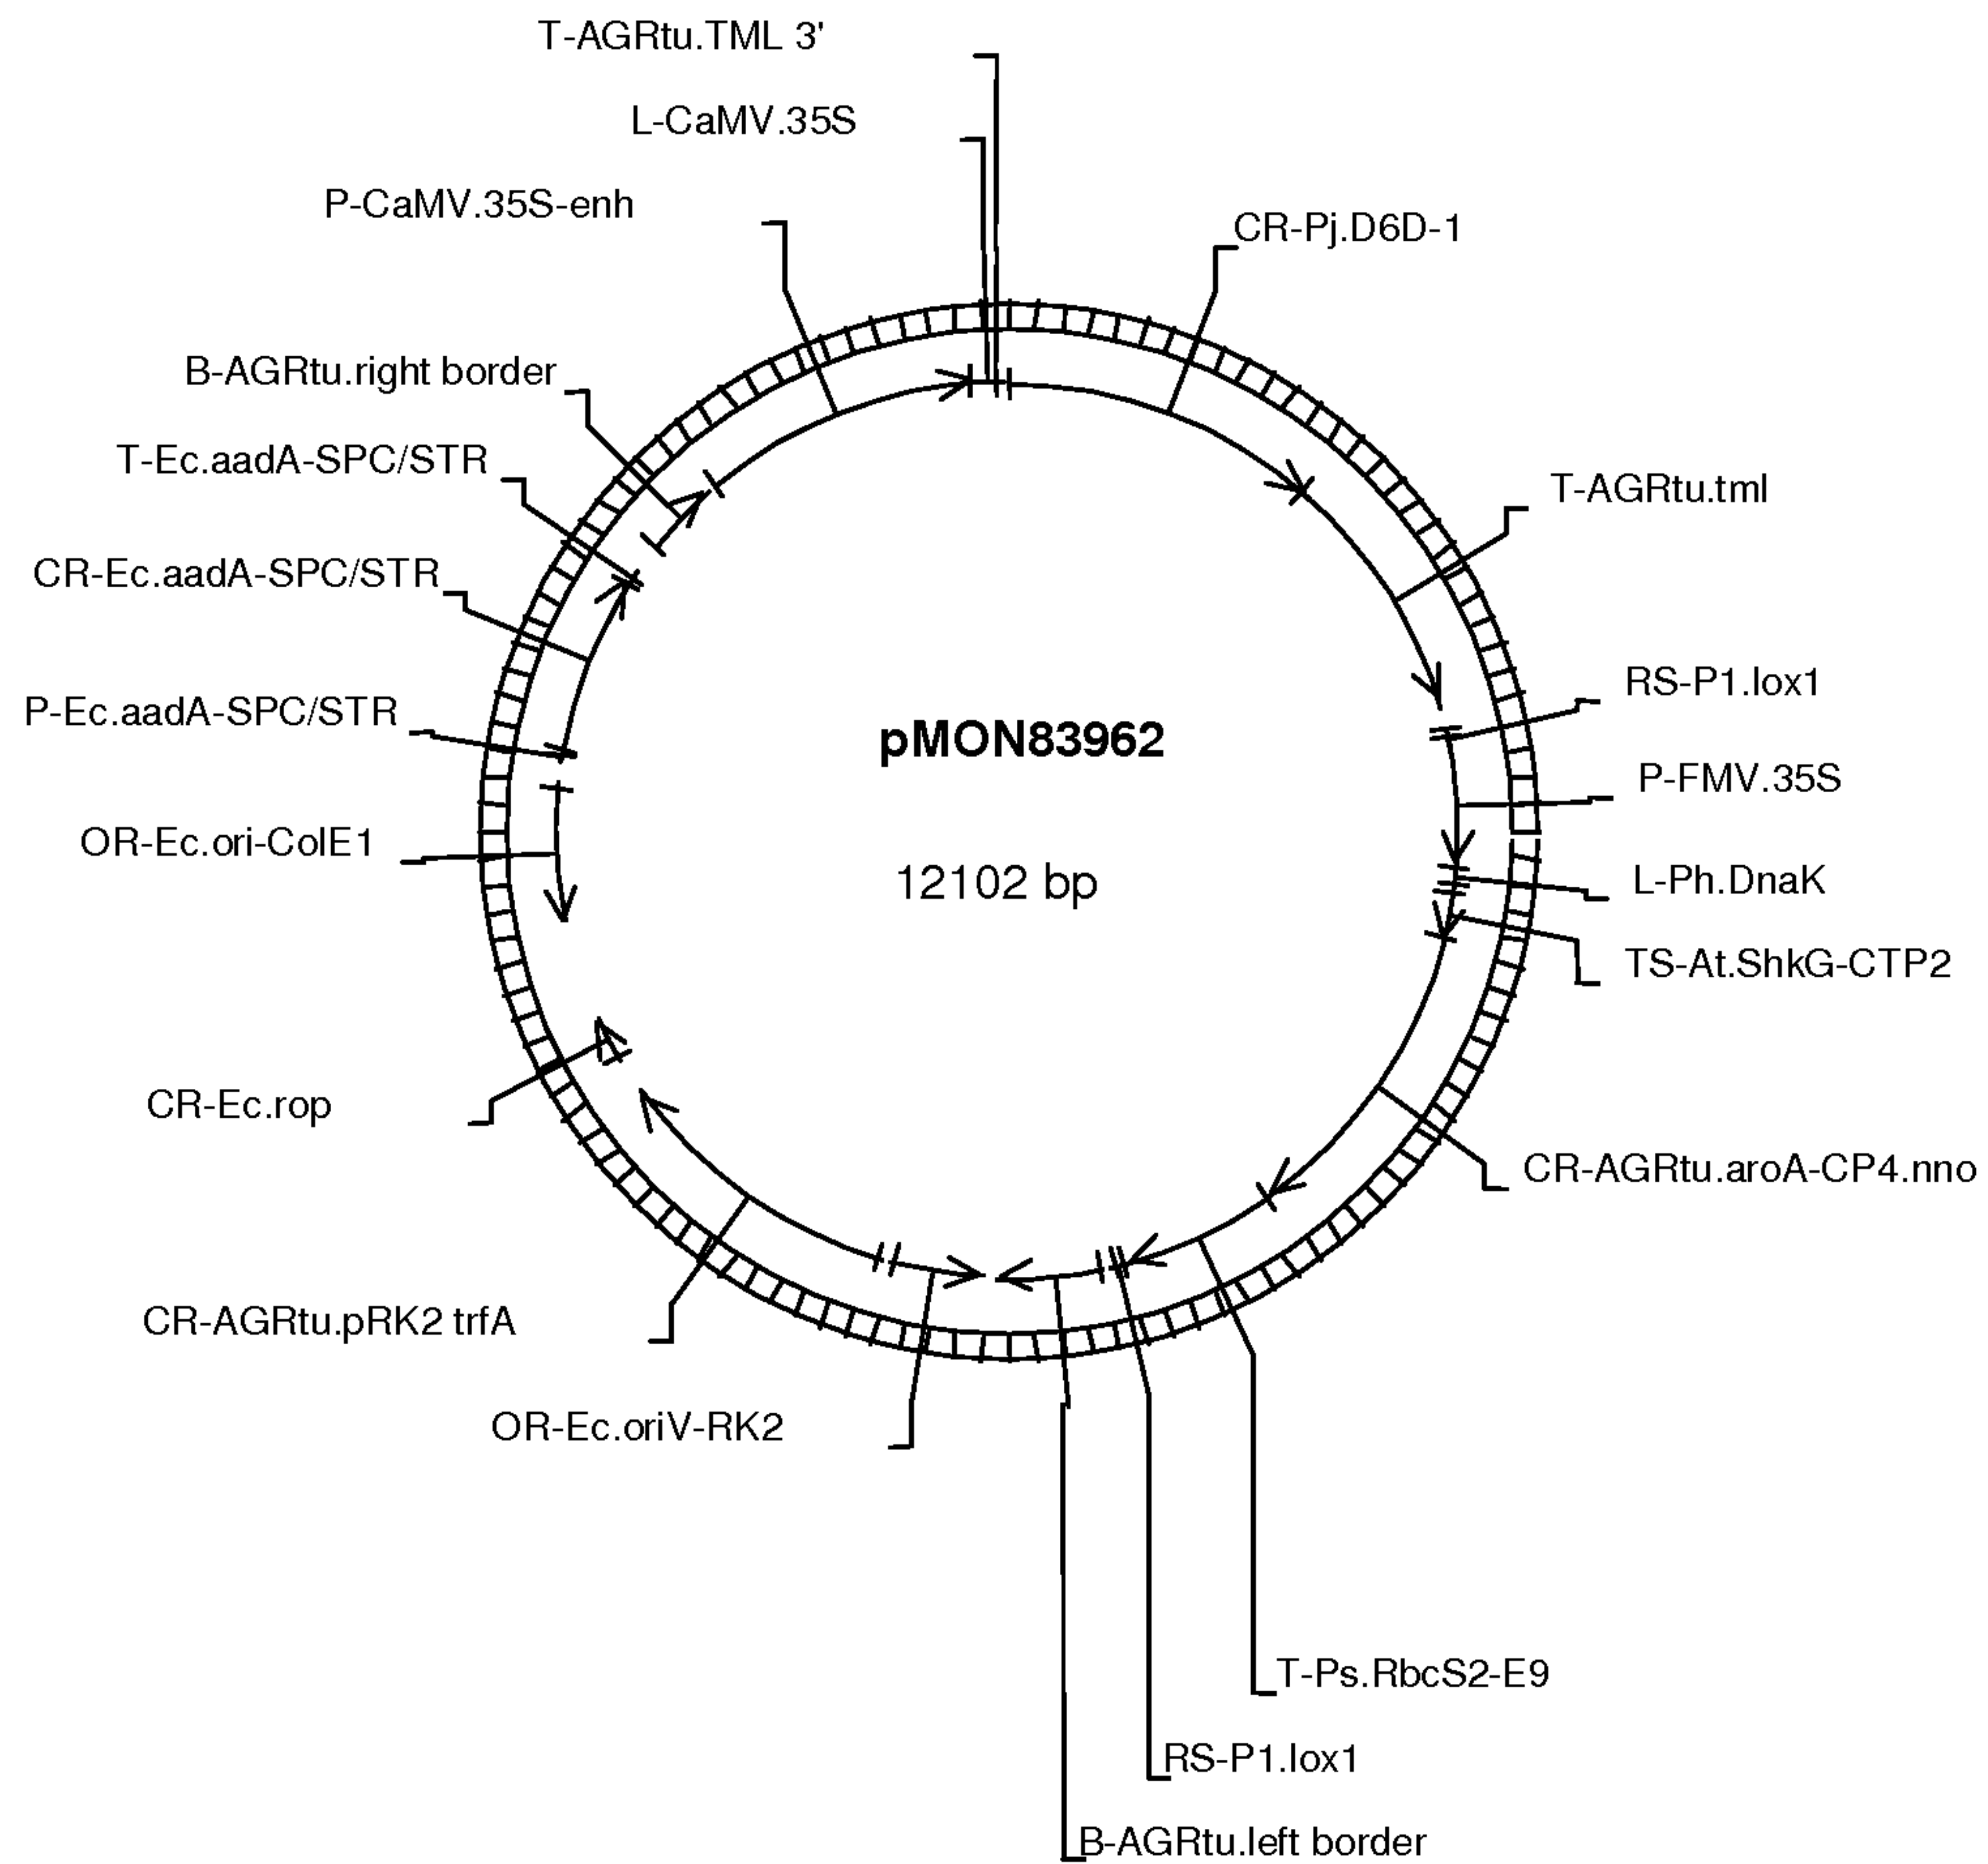 T-AGRtu.TML 3'
L-CaMV.35S
P-CaMV.35S-enh
CR-Pj.D6D-1
B-AGRtu.right border
T-Ec.aadA-SPC/STR
T-AGRtu.tml
CR-Ec.aadA-SPC/STR
RS-P1.lox1
P-Ec.aadA-SPC/STR
pMON83962
P-FMV.35S
OR-Ec.ori-ColE1
12102 bp
L-Ph.DnaK
TS-At.ShkG-CTP2
CR-Ec.rop
CR-AGRtu.aroA-CP4.nno
CR-AGRtu.pRK2 trfA
OR-Ec.oriV-RK2
T-Ps.RbcS2-E9
RS-P1.lox1
B-AGRtu.left border